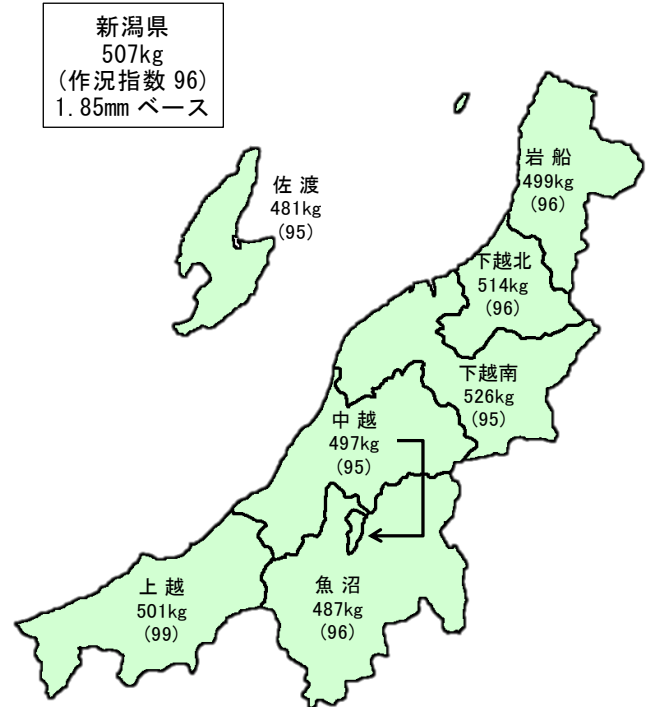 新潟県
507kg
(作況指数 96)
1.85mm ベース
岩 船
499kg
(96)
佐 渡
481kg
(95)
下越北
514kg
(96)
下越南
526kg
(95)
中 越
497kg
(95)
上 越
501kg
(99)
魚 沼
487kg
(96)